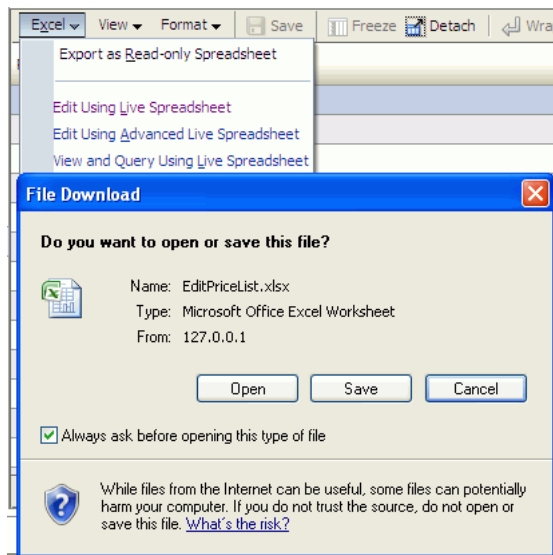 Excel View Format Save Freeze Detach Wra
Export as Read-only Spreadsheet
Edit Using Live Spreadsheet
Edit Using Advanced Live Spreadsheet
View and Query Using Live Spreadsheet
File Download
Do you want to open or save this file?
Name: EditPriceList.xlsx
Type: Microsoft Office Excel Worksheet
From: 127.0.0.1
Open Save Cancel
Always ask before opening this type of file
While files from the Internet can be useful, some files can potentially
harm your computer. If you do not trust the source, do not open or
save this file. What's the risk?